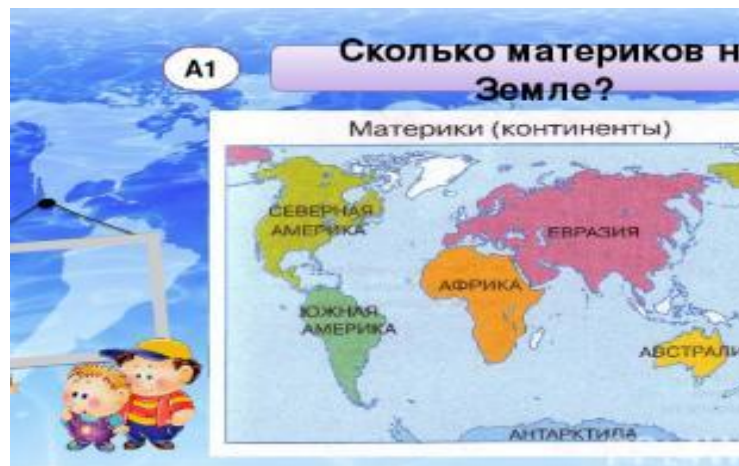 А1
Сколько материков н
Земле?
Материки (континенты)
СЕВЕРНАЯ
АМЕРИКА
ЕВРАЗИЯ
АФРИКА
ЮЖНАЯ
АМЕРИКА
АВСТРАЛИ
АНТАРКТИДА